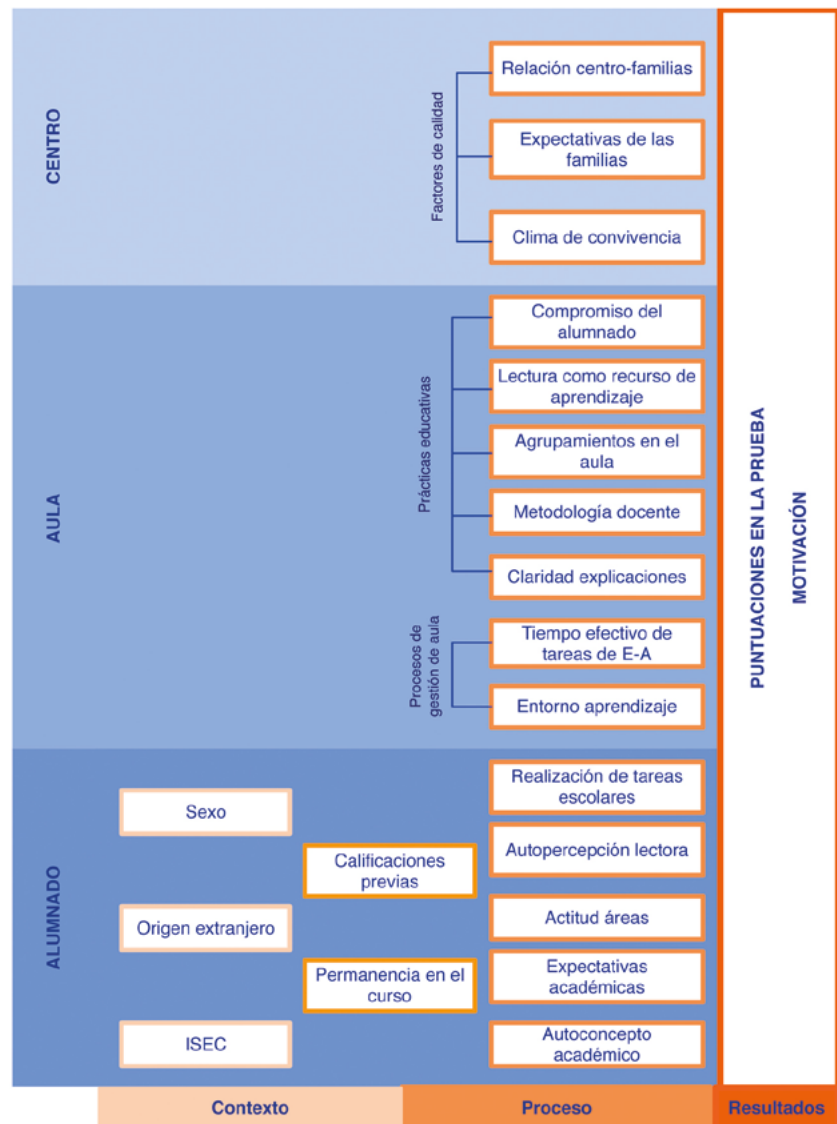 CENTRO
Factores de calidad
Relación centro-familias
Expectativas de las
familias
Clima de convivencia
AULA
Prácticas educativas
Compromiso del
alumnado
Lectura como recurso de
aprendizaje
Agrupamientos en el
aula
Metodología docente
Claridad explicaciones
Procesos de
gestión de aula
Tiempo efectivo de
tareas de E-A
Entorno aprendizaje
ALUMNADO
Sexo
Origen extranjero
ISEC
Calificaciones
previas
Permanencia en el
curso
Realización de tareas
escolares
Autopercepción lectora
Actitud áreas
Expectativas
académicas
Autoconcepto
académico
PUNTUACIONES EN LA PRUEBA
MOTIVACIÓN
Contexto
Proceso
Resultados